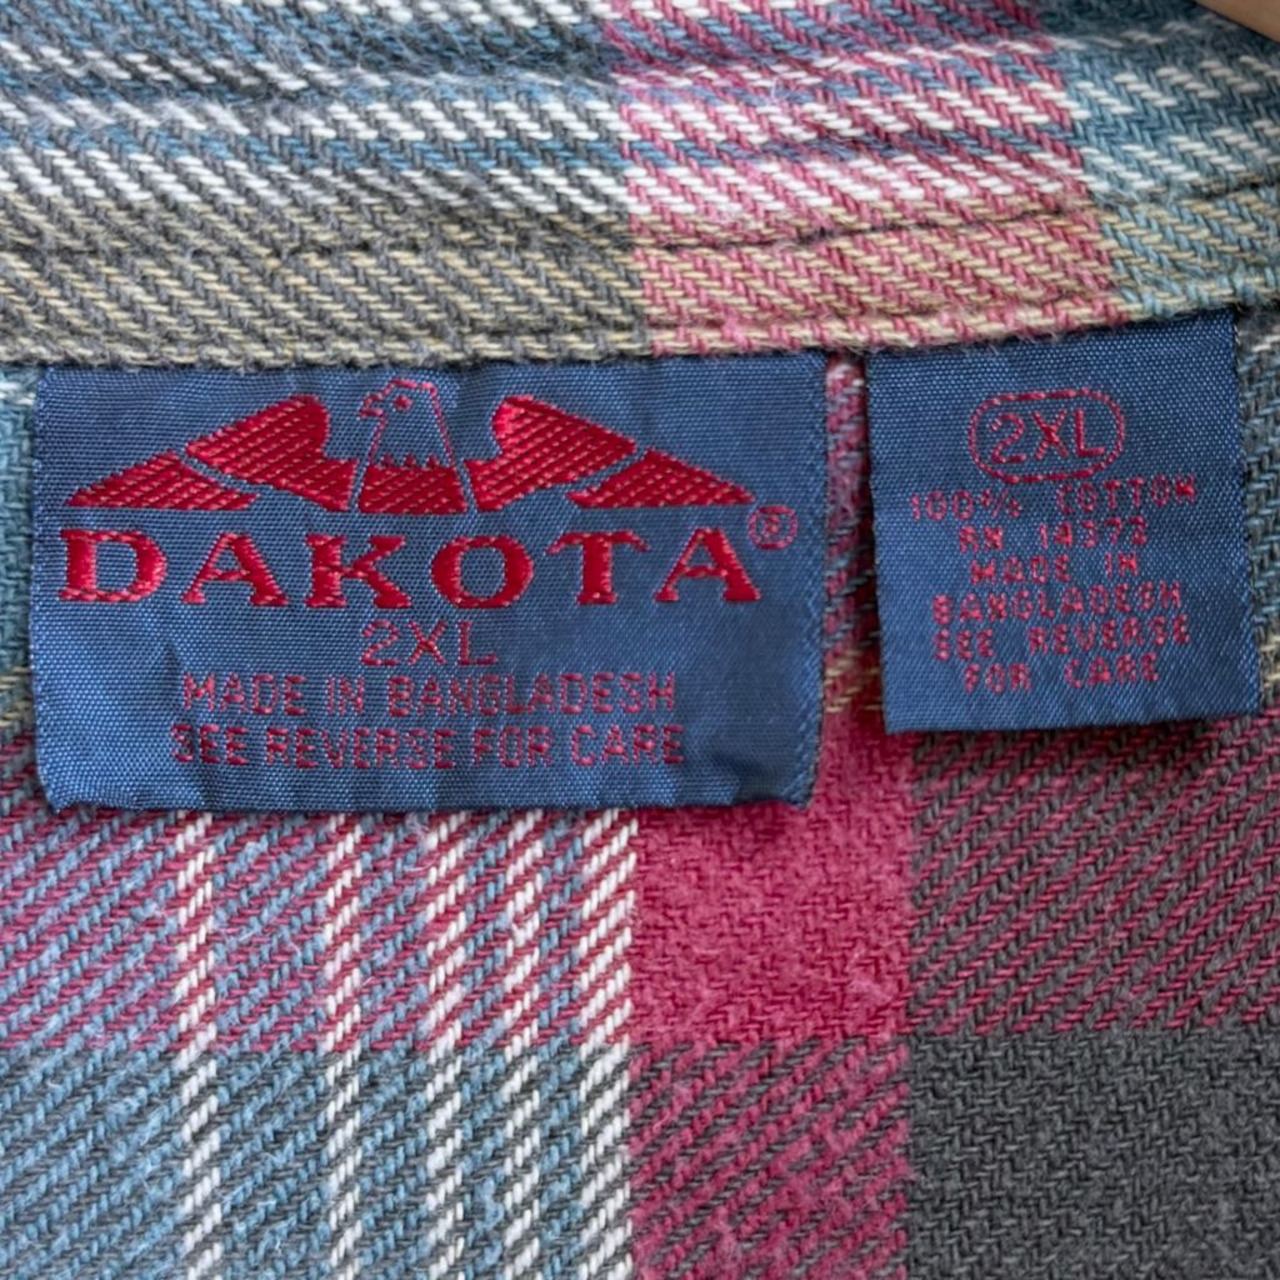 DAKOTA®
2XL
MADE IN BANGLADESH
SEE REVERSE FOR CARE
2XL
100% COTTON
RN 14373
MADE IN
BANGLADESH
SEE REVERSE
FOR CARE